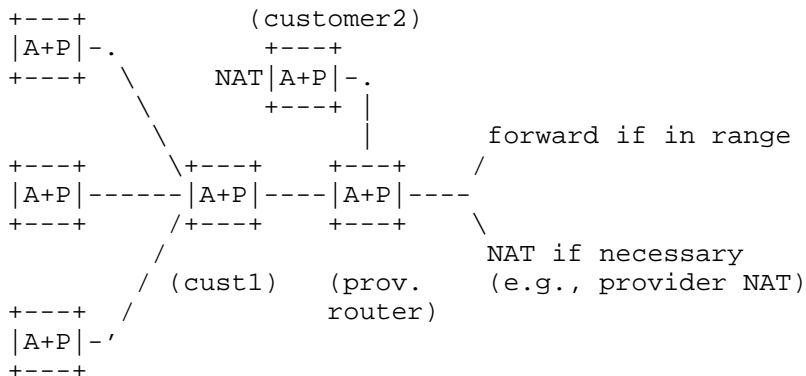 +---+          (customer2)
|A+P|-.          +---+
+---+  \     NAT|A+P|-.
        \        +---+ |
         \             |    forward if in range
+---+     \+---+    +---+   /
|A+P|------|A+P|----|A+P|----
+---+     /+---+    +---+   \
         /                   NAT if necessary
        / (cust1)   (prov.   (e.g., provider NAT)
+---+  /            router)
|A+P|-'
+---+